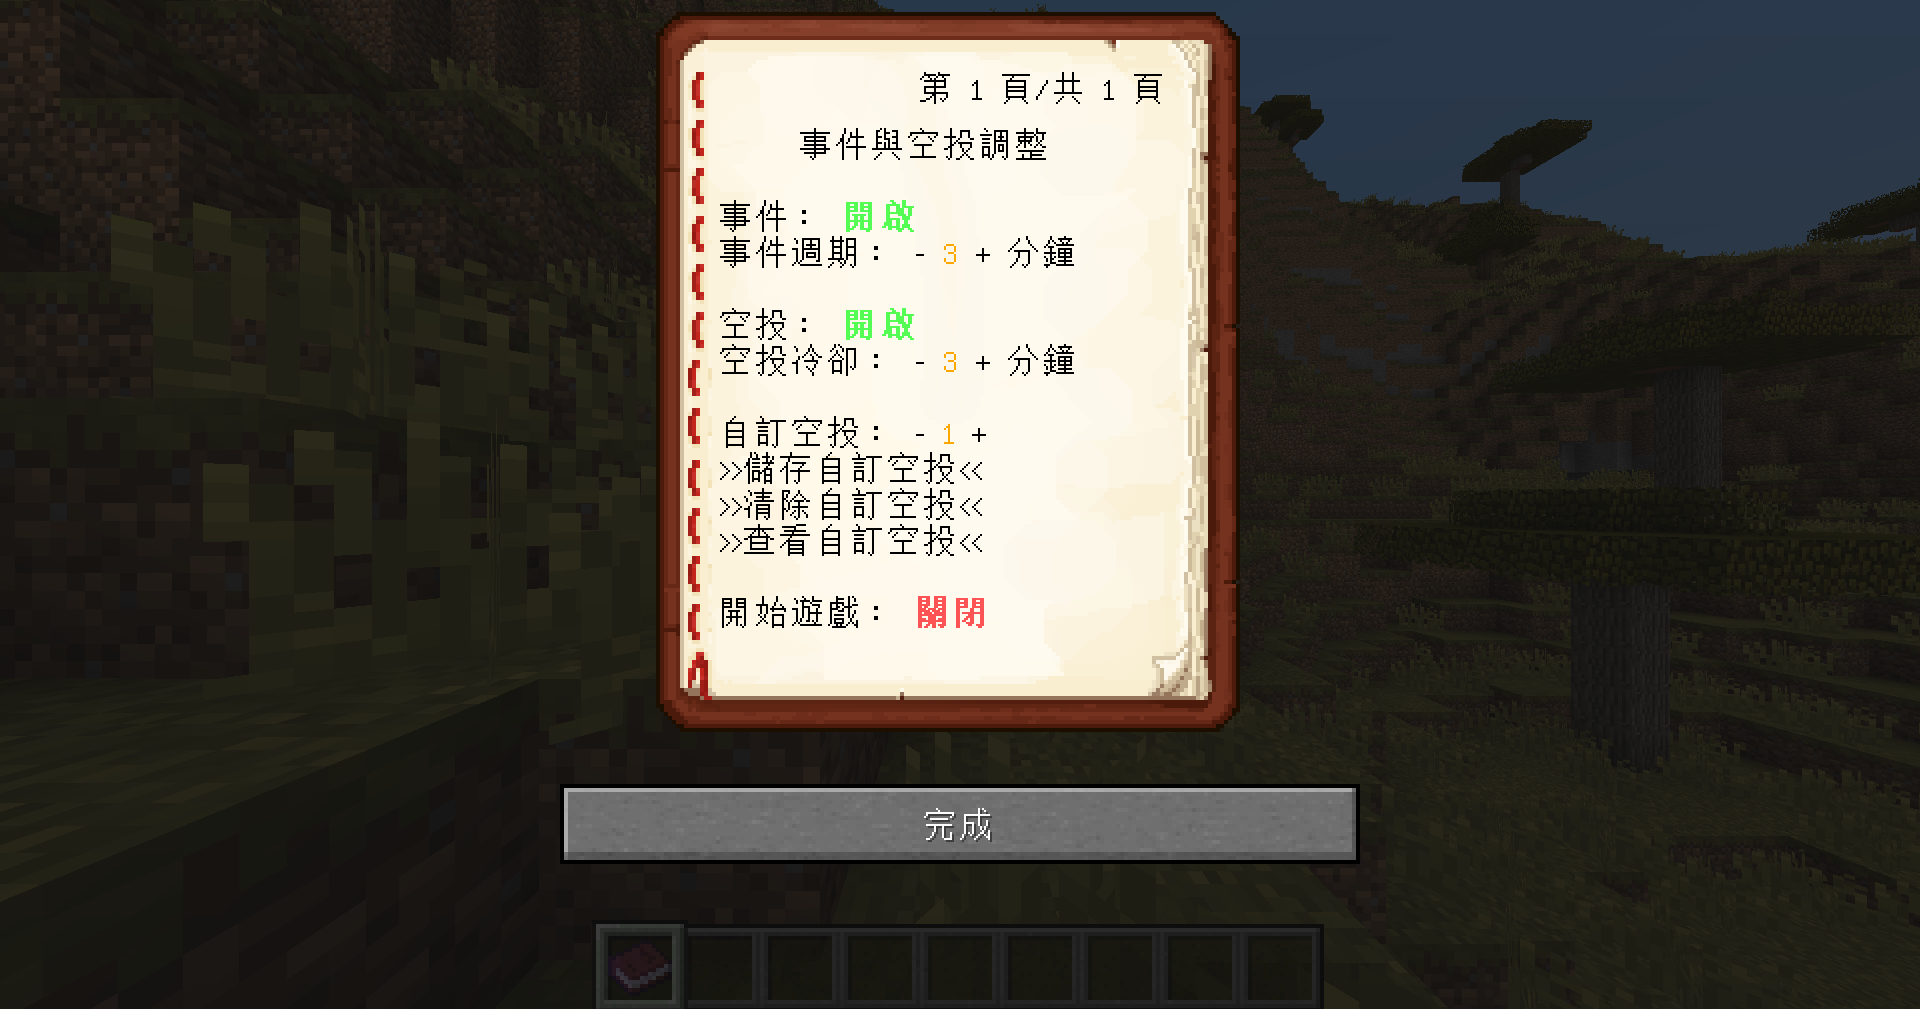 第 1 頁/共 1 頁
事件與空投調整
事件： 開啟
事件週期： - 3 + 分鐘
空投： 開啟
空投冷卻： - 3 + 分鐘
自訂空投： - 1 +
>>儲存自訂空投<<
>>清除自訂空投<<
>>查看自訂空投<<
開始遊戲： 關閉
完成